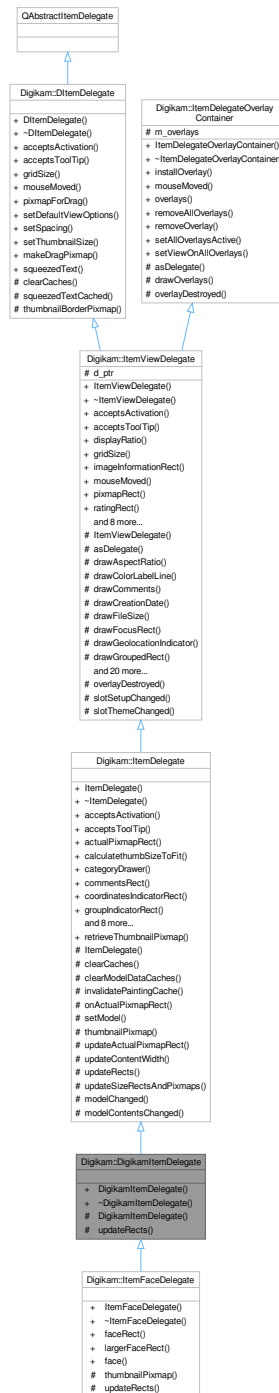 QAbstractItemDelegate
Digikam::DItemDelegate
+ DItemDelegate()
+ ~DItemDelegate()
+ acceptsActivation()
+ acceptsToolTip()
+ gridSize()
+ mouseMoved()
+ pixmapForDrag()
+ setDefaultViewOptions()
+ setSpacing()
+ setThumbnailSize()
+ makeDragPixmap()
+ squeezedText()
# clearCaches()
# squeezedTextCached()
# thumbnailBorderPixmap()
Digikam::ItemDelegateOverlay
Container
# m_overlays
+ ItemDelegateOverlayContainer()
+ ~ItemDelegateOverlayContainer
+ installOverlay()
+ mouseMoved()
+ overlays()
+ removeAllOverlays()
+ removeOverlay()
+ setAllOverlaysActive()
+ setViewOnAllOverlays()
# asDelegate()
# drawOverlays()
# overlayDestroyed()
Digikam::ItemViewDelegate
# d_ptr
+ ItemViewDelegate()
+ ~ItemViewDelegate()
+ acceptsActivation()
+ acceptsToolTip()
+ displayRatio()
+ gridSize()
+ imageInformationRect()
+ mouseMoved()
+ pixmapRect()
+ ratingRect()
and 8 more...
# ItemViewDelegate()
# asDelegate()
# drawAspectRatio()
# drawColorLabelLine()
# drawComments()
# drawCreationDate()
# drawFileSize()
# drawFocusRect()
# drawGeolocationIndicator()
# drawGroupedRect()
and 20 more...
# overlayDestroyed()
# slotSetupChanged()
# slotThemeChanged()
Digikam::ItemDelegate
+ ItemDelegate()
+ ~ItemDelegate()
+ acceptsActivation()
+ acceptsToolTip()
+ actualPixmapRect()
+ calculatethumbSizeToFit()
+ categoryDrawer()
+ commentsRect()
+ coordinatesIndicatorRect()
+ groupIndicatorRect()
and 8 more...
+ retrieveThumbnailPixmap()
# ItemDelegate()
# clearCaches()
# clearModelDataCaches()
# invalidatePaintingCache()
# onActualPixmapRect()
# setModel()
# thumbnailPixmap()
# updateActualPixmapRect()
# updateContentWidth()
# updateRects()
# updateSizeRectsAndPixmaps()
# modelChanged()
# modelContentsChanged()
Digikam::DigikamItemDelegate
+ DigikamItemDelegate()
+ ~DigikamItemDelegate()
# DigikamItemDelegate()
# updateRects()
Digikam::ItemFaceDelegate
+ ItemFaceDelegate()
+ ~ItemFaceDelegate()
+ faceRect()
+ largerFaceRect()
+ face()
# thumbnailPixmap()
# updateRects()